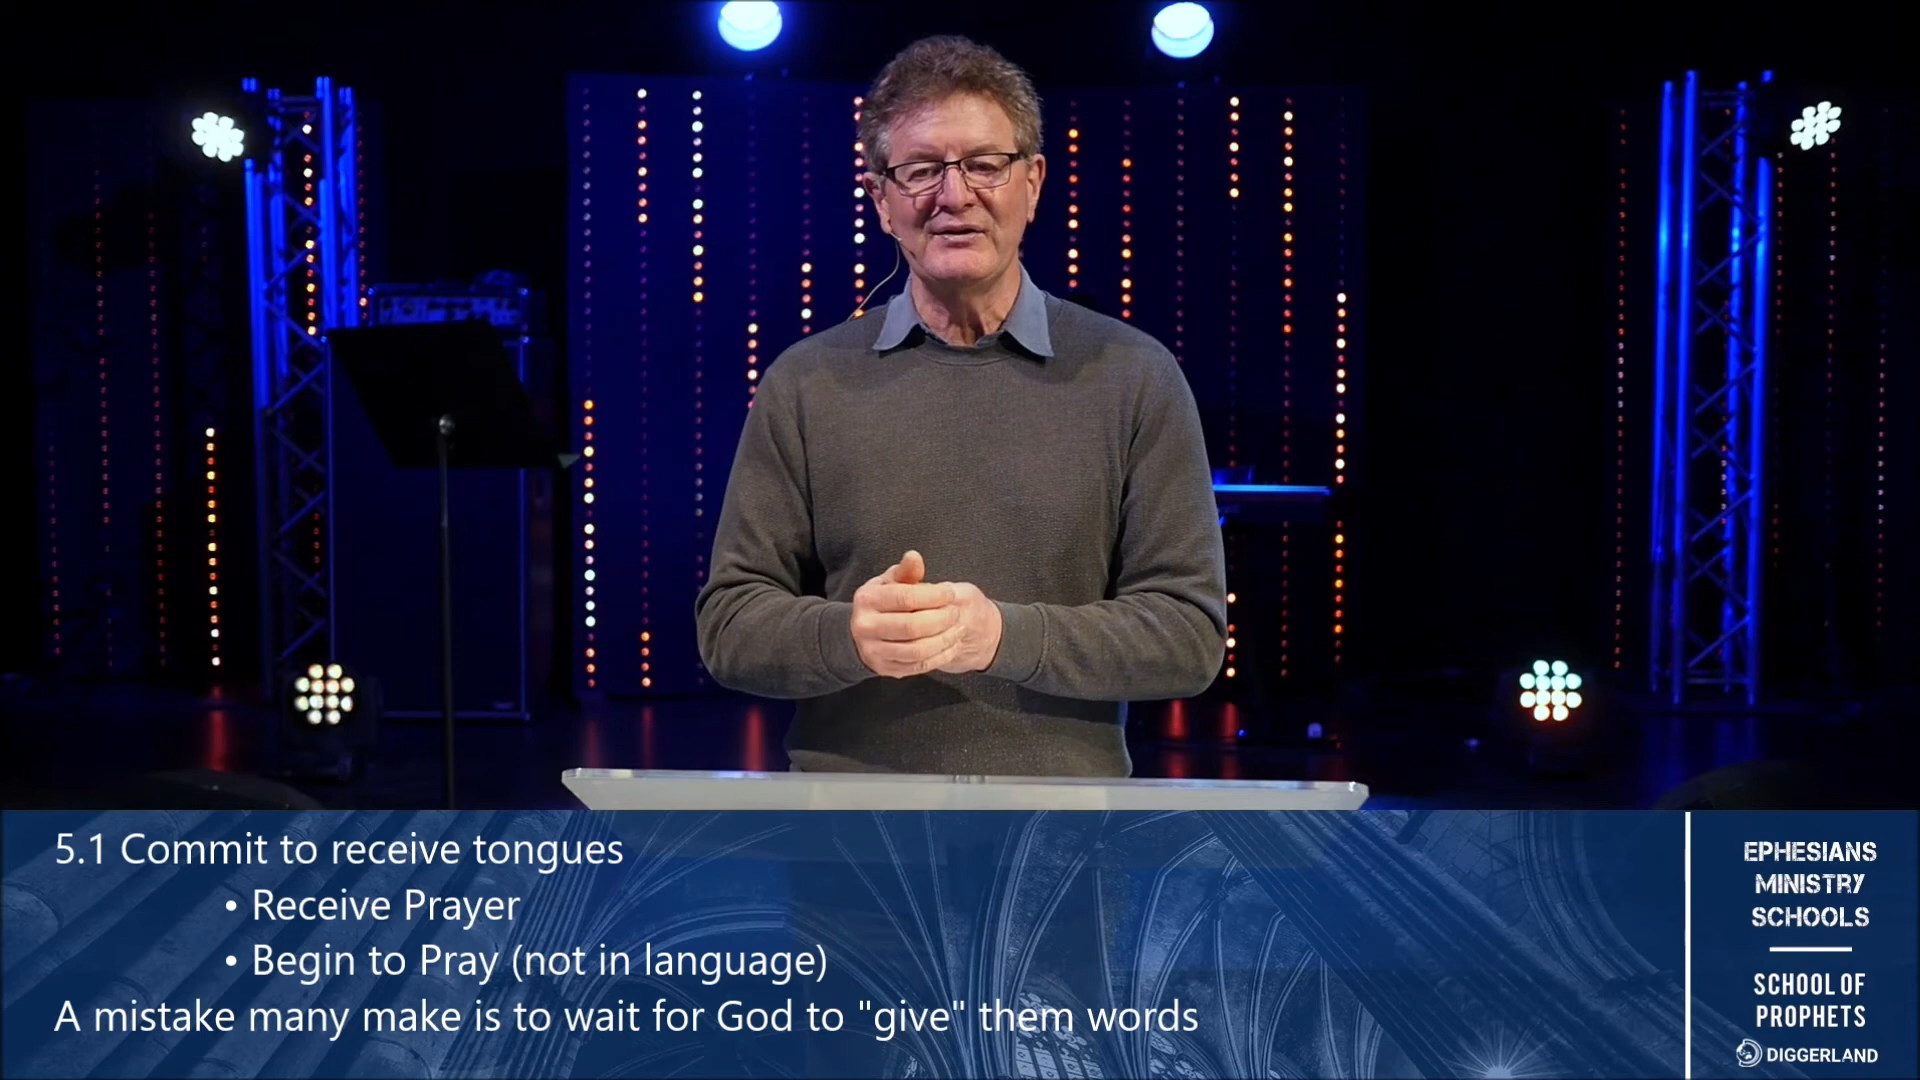 5.1 Commit to receive tongues
• Receive Prayer
• Begin to Pray (not in language)
A mistake many make is to wait for God to "give" them words
EPHESIANS
MINISTRY
SCHOOLS
SCHOOL OF
PROPHETS
DIGGERLAND